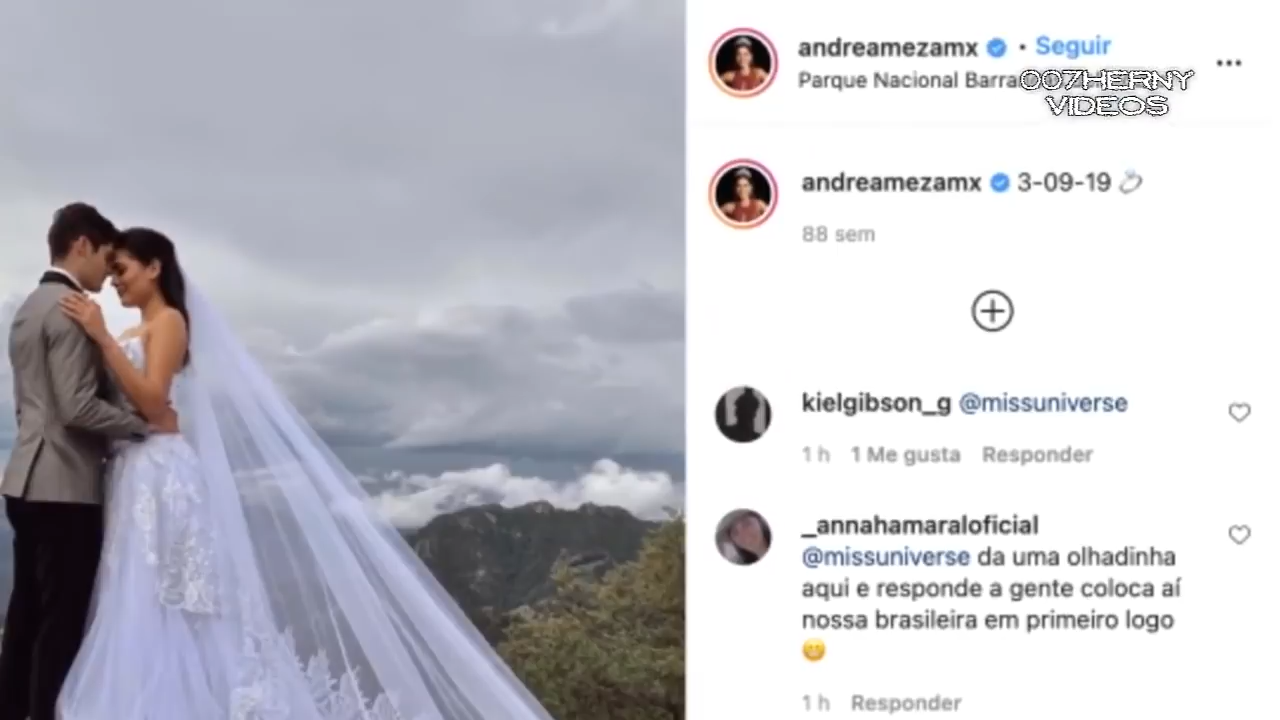 andreamezamx • Seguir
Parque Nacional Barra
007HERNY
VIDEOS
andreamezamx 3-09-19 💍
88 sem
kielgibson_g @missuniverse
1 h 1 Me gusta Responder
_annahamaraloficial
@missuniverse da uma olhadinha
aqui e responde a gente coloca aí
nossa brasileira em primeiro logo
😁
1 h Responder